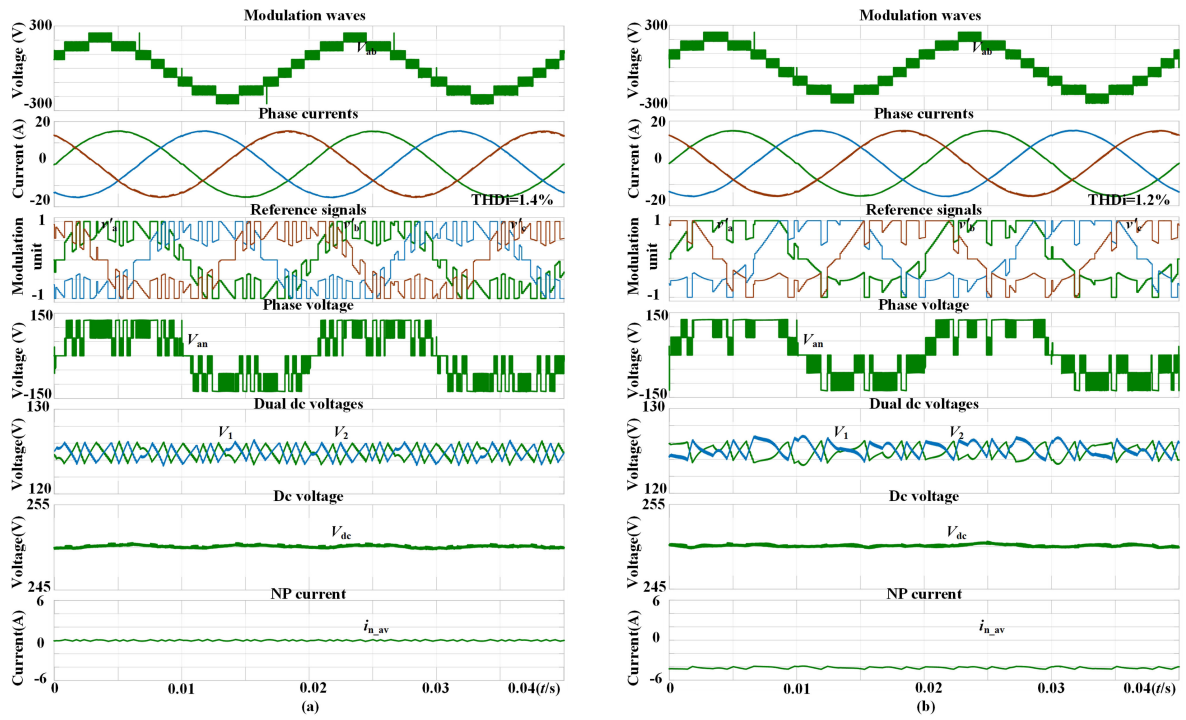 Modulation waves
Voltage (V)
300
-300
Vab
Phase currents
Current (A)
20
0
-20
THDi=1.4%
Reference signals
Modulation
unit
1
-1
v'a
v'b
v'c
Phase voltage
Voltage (V)
150
-150
Van
Dual dc voltages
Voltage(V)
130
120
V1
V2
Dc voltage
Voltage(V)
255
245
Vdc
NP current
Current(A)
6
0
-6
in_av
0 0.01 0.02 0.03 0.04(t/s)
(a)
Modulation waves
Voltage (V)
300
-300
Vab
Phase currents
Current (A)
20
0
-20
THDi=1.2%
Reference signals
Modulation
unit
1
-1
v'a
v'b
v'c
Phase voltage
Voltage (V)
150
-150
Van
Dual dc voltages
Voltage(V)
130
120
V1
V2
Dc voltage
Voltage(V)
255
245
Vdc
NP current
Current(A)
6
0
-6
in_av
0 0.01 0.02 0.03 0.04(t/s)
(b)